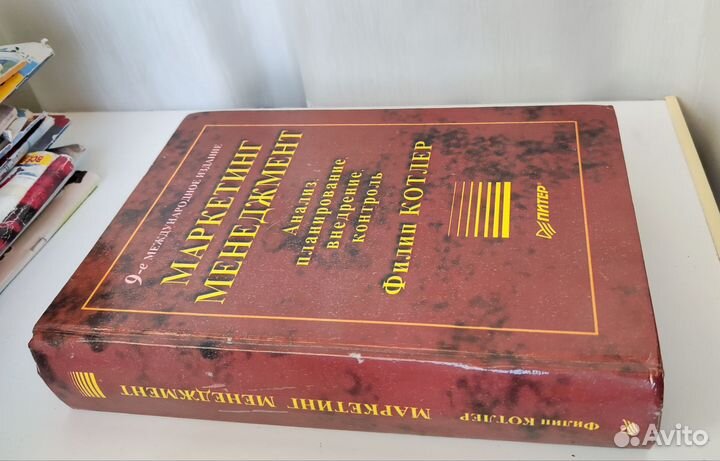 9-е МЕЖДУНАРОДНОЕ ИЗДАНИЕ
МАРКЕТИНГ
МЕНЕДЖМЕНТ
Анализ
планирование
внедрение
контроль
Филип КОТЛЕР
ПИТЕР
Филип КОТЛЕР МАРКЕТИНГ МЕНЕДЖМЕНТ
Avito